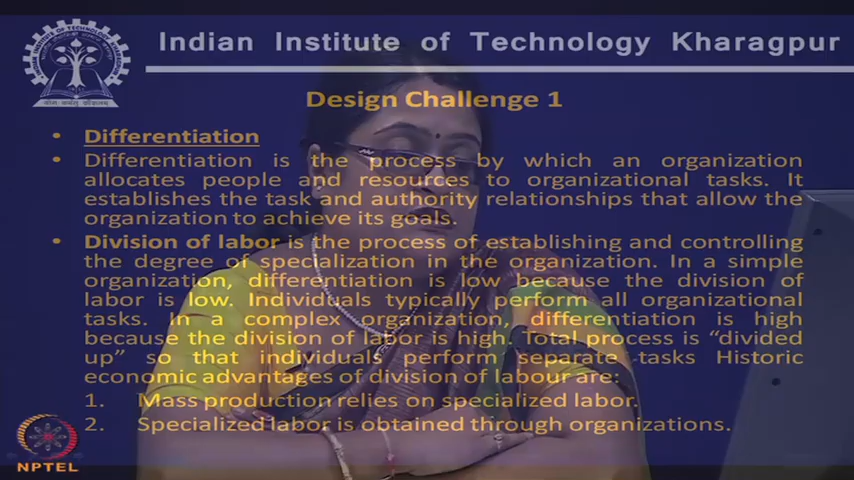 Indian Institute of Technology Kharagpur
Design Challenge 1
• Differentiation
• Differentiation is the process by which an organization
allocates people and resources to organizational tasks. It
establishes the task and authority relationships that allow the
organization to achieve its goals.
• Division of labor is the process of establishing and controlling
the degree of specialization in the organization. In a simple
organization, differentiation is low because the division of
labor is low. Individuals typically perform all organizational
tasks. In a complex organization, differentiation is high
because the division of labor is high. Total process is “divided
up” so that individuals perform separate tasks Historic
economic advantages of division of labour are:
1. Mass production relies on specialized labor.
2. Specialized labor is obtained through organizations.
NPTEL